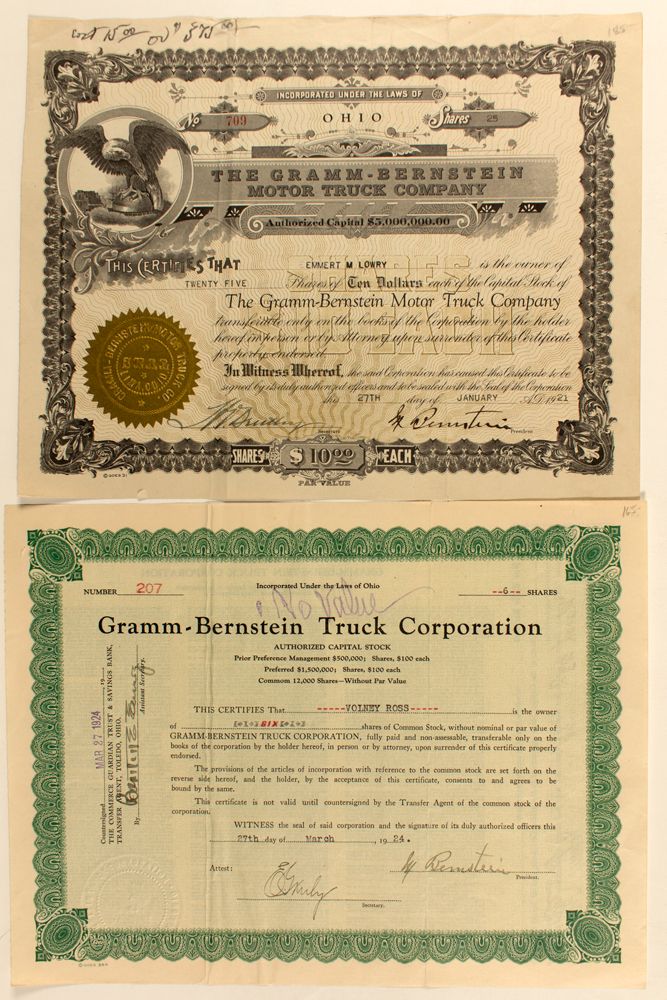 cost 15.00
185-
INCORPORATED UNDER THE LAWS OF
No 709 OHIO Shares 25
THE GRAMM-BERNSTEIN
MOTOR TRUCK COMPANY
Authorized Capital $5,000,000.00
THIS CERTIFIES THAT EMMERT M LOWRY is the owner of
TWENTY FIVE Shares of Ten Dollars each of the Capital Stock of
The Gramm-Bernstein Motor Truck Company
transferable only on the books of the Corporation by the holder
hereof in person or by Attorney upon surrender of this Certificate
properly endorsed.
In Witness Whereof, the said Corporation has caused this Certificate to be
signed by its duly authorized officers and to be sealed with the Seal of the Corporation
this 27TH day of JANUARY A.D. 1921
M Bernstein
Secretary President
SHARES $10.00 EACH
PAR VALUE
165-
NUMBER 207 Incorporated Under the Laws of Ohio --6-- SHARES
No Value
Gramm-Bernstein Truck Corporation
AUTHORIZED CAPITAL STOCK
Prior Preference Management $500,000; Shares, $100 each
Preferred $1,500,000; Shares, $100 each
Commom 12,000 Shares—Without Par Value
THIS CERTIFIES That -----VOLNEY ROSS----- is the owner
of SIX shares of Common Stock, without nominal or par value of
GRAMM-BERNSTEIN TRUCK CORPORATION, fully paid and non-assessable, transferable only on the
books of the corporation by the holder hereof, in person or by attorney, upon surrender of this certificate properly
endorsed.
The provisions of the articles of incorporation with reference to the common stock are set forth on the
reverse side hereof, and the holder, by the acceptance of this certificate, consents to and agrees to be
bound by the same.
This certificate is not valid until countersigned by the Transfer Agent of the common stock of the
corporation.
WITNESS the seal of said corporation and the signature of its duly authorized officers this
27th day of March, 1924.
Attest:
M Bernstein
President.
Secretary.
Countersigned MAR 27 1924 19
THE COMMERCE GUARDIAN TRUST & SAVINGS BANK,
TRANSFER AGENT, TOLEDO, OHIO,
By
Assistant Secretary.